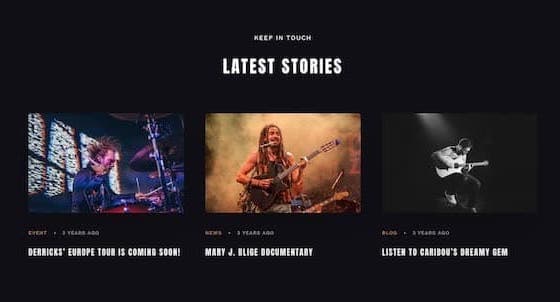 KEEP IN TOUCH
LATEST STORIES
EVENT • 3 YEARS AGO
NEWS • 3 YEARS AGO
BLOG • 3 YEARS AGO
DERRICKS' EUROPE TOUR IS COMING SOON!
MARY J. BLIGE DOCUMENTARY
LISTEN TO CARIBOU'S DREAMY GEM